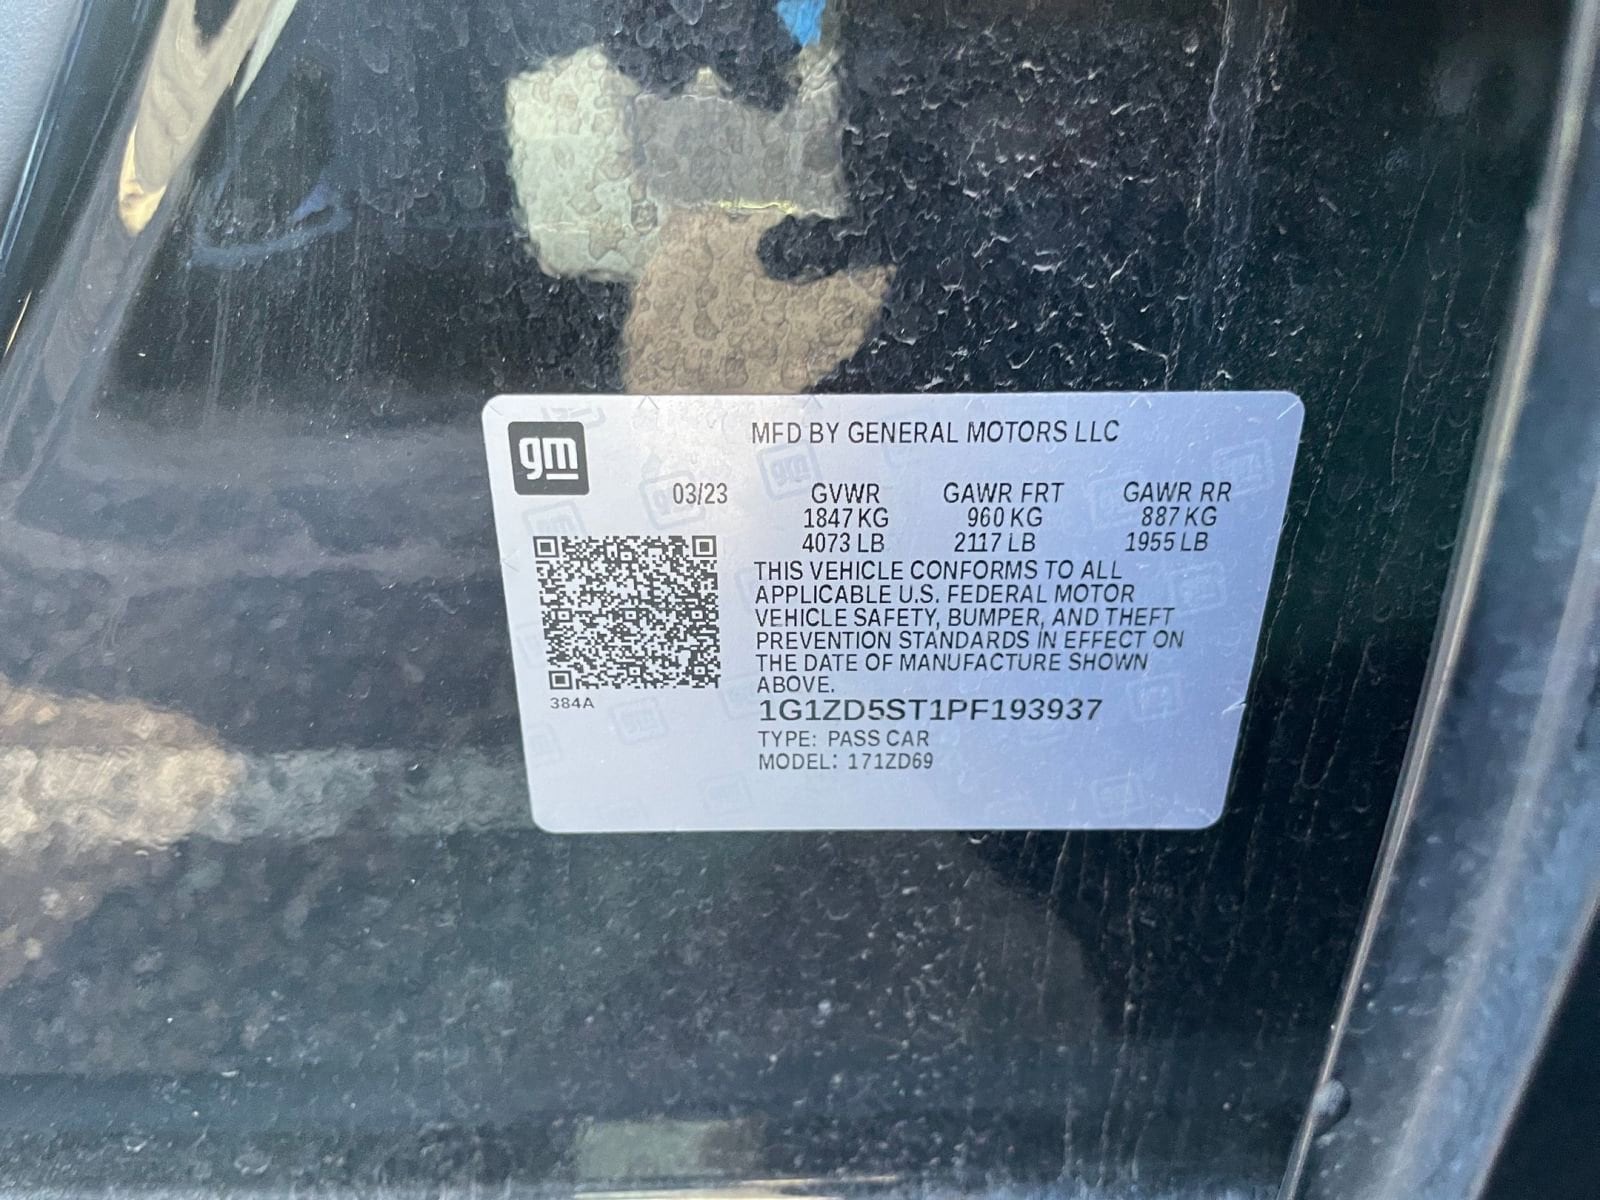 gm
MFD BY GENERAL MOTORS LLC
03/23 GVWR GAWR FRT GAWR RR
1847 KG 960 KG 887 KG
4073 LB 2117 LB 1955 LB
THIS VEHICLE CONFORMS TO ALL
APPLICABLE U.S. FEDERAL MOTOR
VEHICLE SAFETY, BUMPER, AND THEFT
PREVENTION STANDARDS IN EFFECT ON
THE DATE OF MANUFACTURE SHOWN
ABOVE.
384A
1G1ZD5ST1PF193937
TYPE: PASS CAR
MODEL: 171ZD69